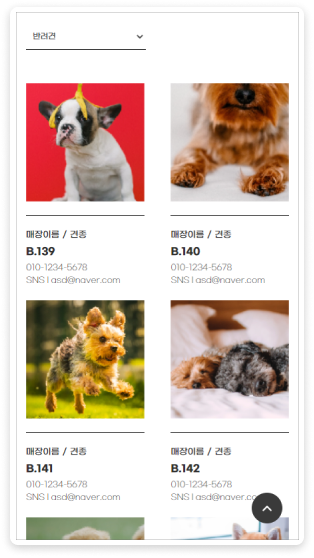 반려견
매장이름 / 견종
B.139
010-1234-5678
SNS | asd@naver.com
매장이름 / 견종
B.140
010-1234-5678
SNS | asd@naver.com
매장이름 / 견종
B.141
010-1234-5678
SNS | asd@naver.com
매장이름 / 견종
B.142
010-1234-5678
SNS | asd@naver.com